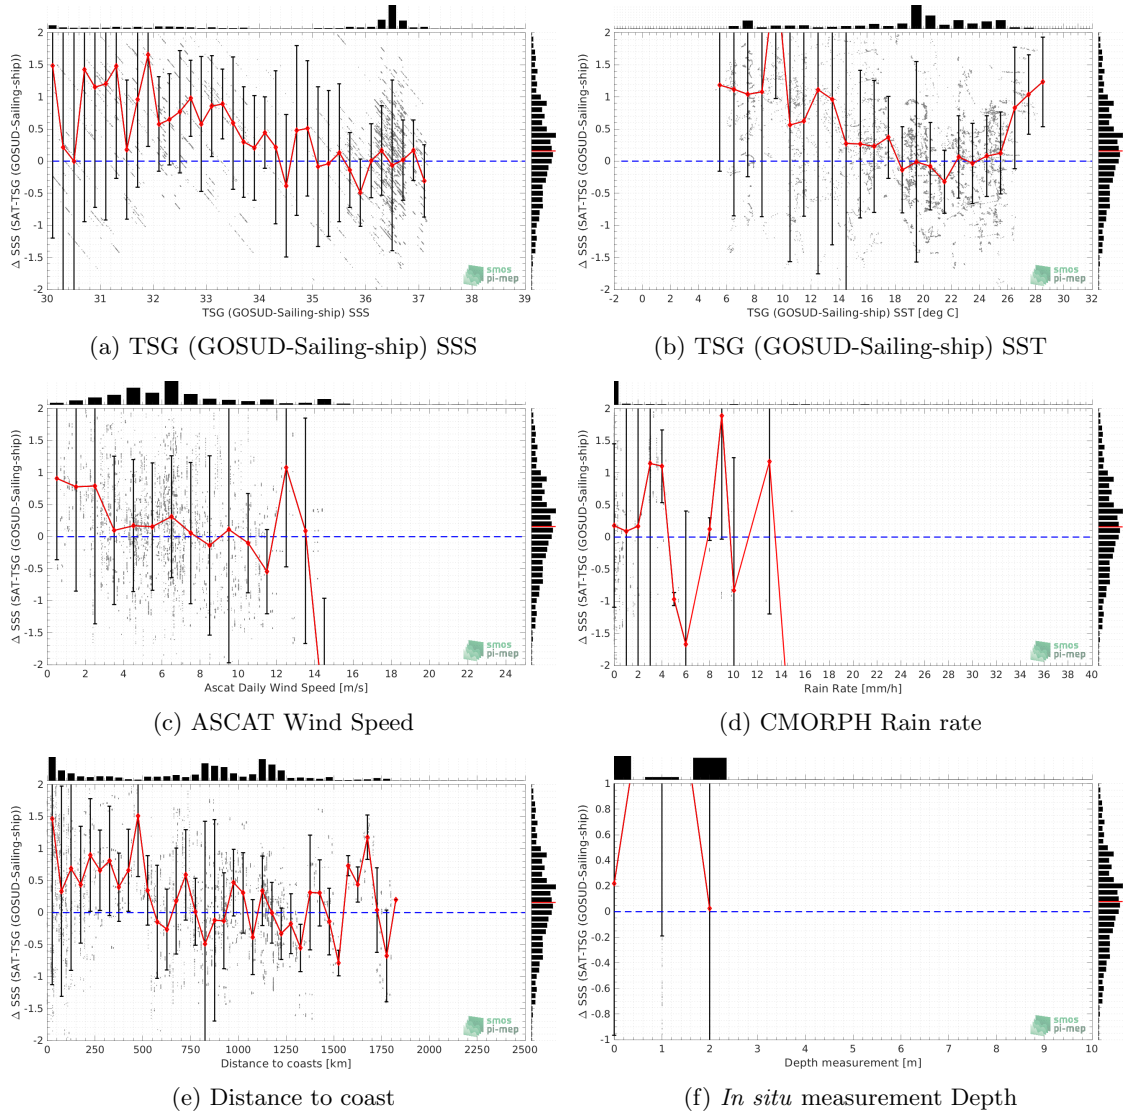 2
1.5
1
0.5
0
-0.5
-1
-1.5
-2
Δ SSS (SAT-TSG (GOSUD-Sailing-ship))
30 31 32 33 34 35 36 37 38 39
TSG (GOSUD-Sailing-ship) SSS
smos
pi-mep
(a) TSG (GOSUD-Sailing-ship) SSS
2
1.5
1
0.5
0
-0.5
-1
-1.5
-2
Δ SSS (SAT-TSG (GOSUD-Sailing-ship))
-2 0 2 4 6 8 10 12 14 16 18 20 22 24 26 28 30 32
TSG (GOSUD-Sailing-ship) SST [deg C]
smos
pi-mep
(b) TSG (GOSUD-Sailing-ship) SST
2
1.5
1
0.5
0
-0.5
-1
-1.5
-2
Δ SSS (SAT-TSG (GOSUD-Sailing-ship))
0 2 4 6 8 10 12 14 16 18 20 22 24
Ascat Daily Wind Speed [m/s]
smos
pi-mep
(c) ASCAT Wind Speed
2
1.5
1
0.5
0
-0.5
-1
-1.5
-2
Δ SSS (SAT-TSG (GOSUD-Sailing-ship))
0 2 4 6 8 10 12 14 16 18 20 22 24 26 28 30 32 34 36 38 40
Rain Rate [mm/h]
smos
pi-mep
(d) CMORPH Rain rate
2
1.5
1
0.5
0
-0.5
-1
-1.5
-2
Δ SSS (SAT-TSG (GOSUD-Sailing-ship))
0 250 500 750 1000 1250 1500 1750 2000 2250 2500
Distance to coasts [km]
smos
pi-mep
(e) Distance to coast
1
0.8
0.6
0.4
0.2
0
-0.2
-0.4
-0.6
-0.8
-1
Δ SSS (SAT-TSG (GOSUD-Sailing-ship))
0 1 2 3 4 5 6 7 8 9 10
Depth measurement [m]
smos
pi-mep
(f) In situ measurement Depth